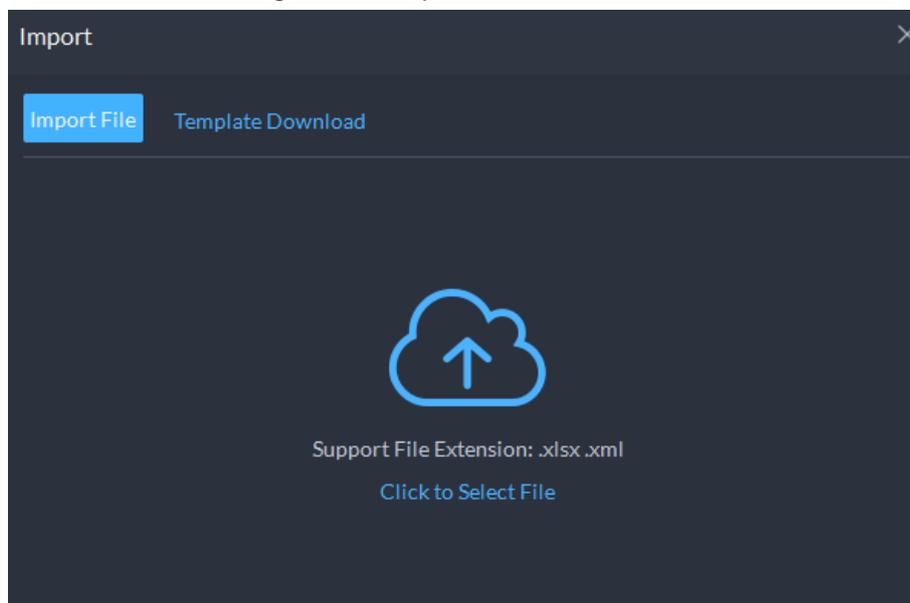 Import
Import File
Template Download
Support File Extension: .xlsx .xml
Click to Select File